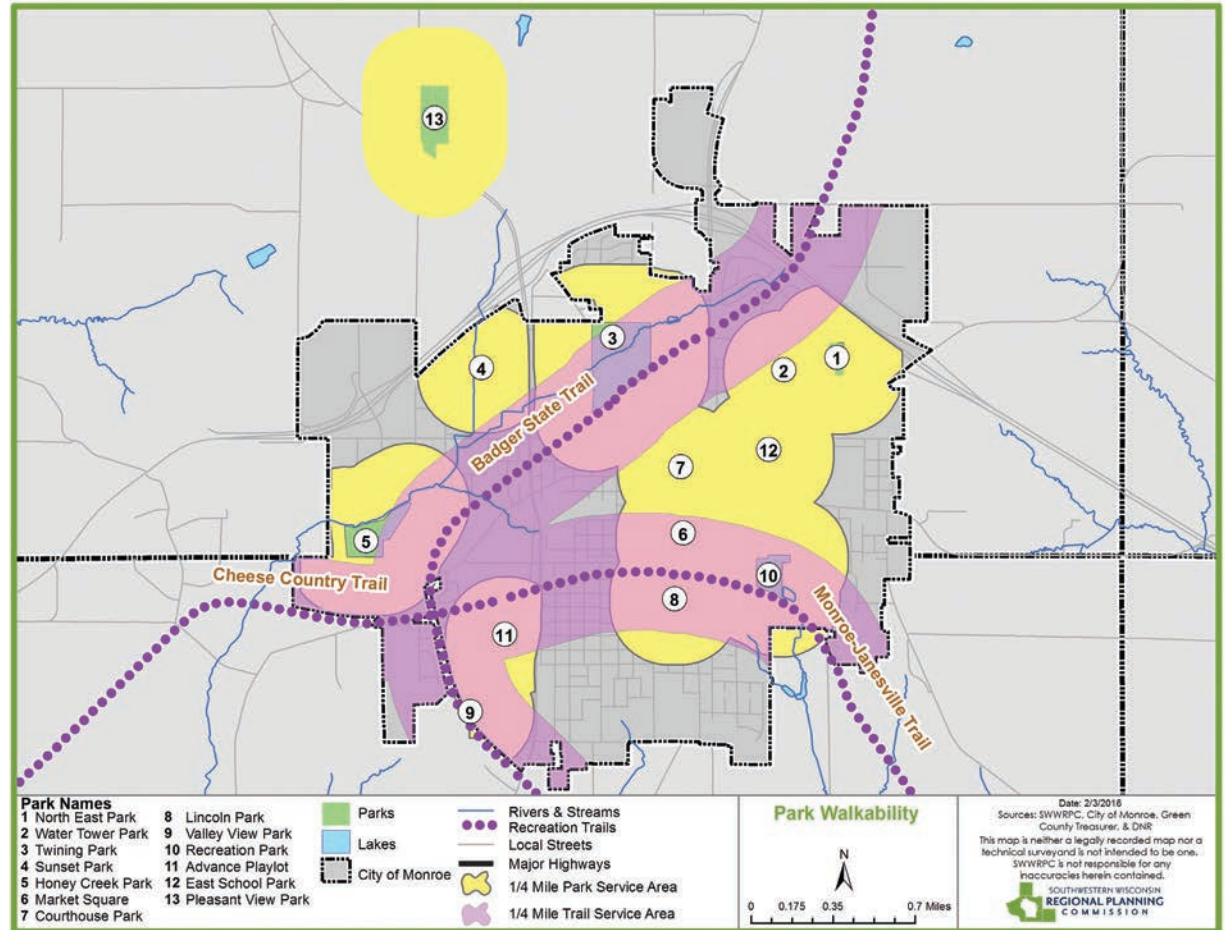 13
3
1
2
4
Badger State Trail
12
7
5
6
Cheese Country Trail
10
8
Monroe-Janesville Trail
11
9
Park Names
1 North East Park
2 Water Tower Park
3 Twining Park
4 Sunset Park
5 Honey Creek Park
6 Market Square
7 Courthouse Park
8 Lincoln Park
9 Valley View Park
10 Recreation Park
11 Advance Playlot
12 East School Park
13 Pleasant View Park
Parks
Lakes
City of Monroe
Rivers & Streams
Recreation Trails
Local Streets
Major Highways
1/4 Mile Park Service Area
1/4 Mile Trail Service Area
Park Walkability
N
0 0.175 0.35 0.7 Miles
Date: 2/3/2016
Sources: SWWRPC, City of Monroe, Green
County Treasurer, & DNR
This map is neither a legally recorded map nor a
technical surveyand is not intended to be one.
SWWRPC is not responsible for any
inaccuracies herein contained.
SOUTHWESTERN WISCONSIN
REGIONAL PLANNING
COMMISSION